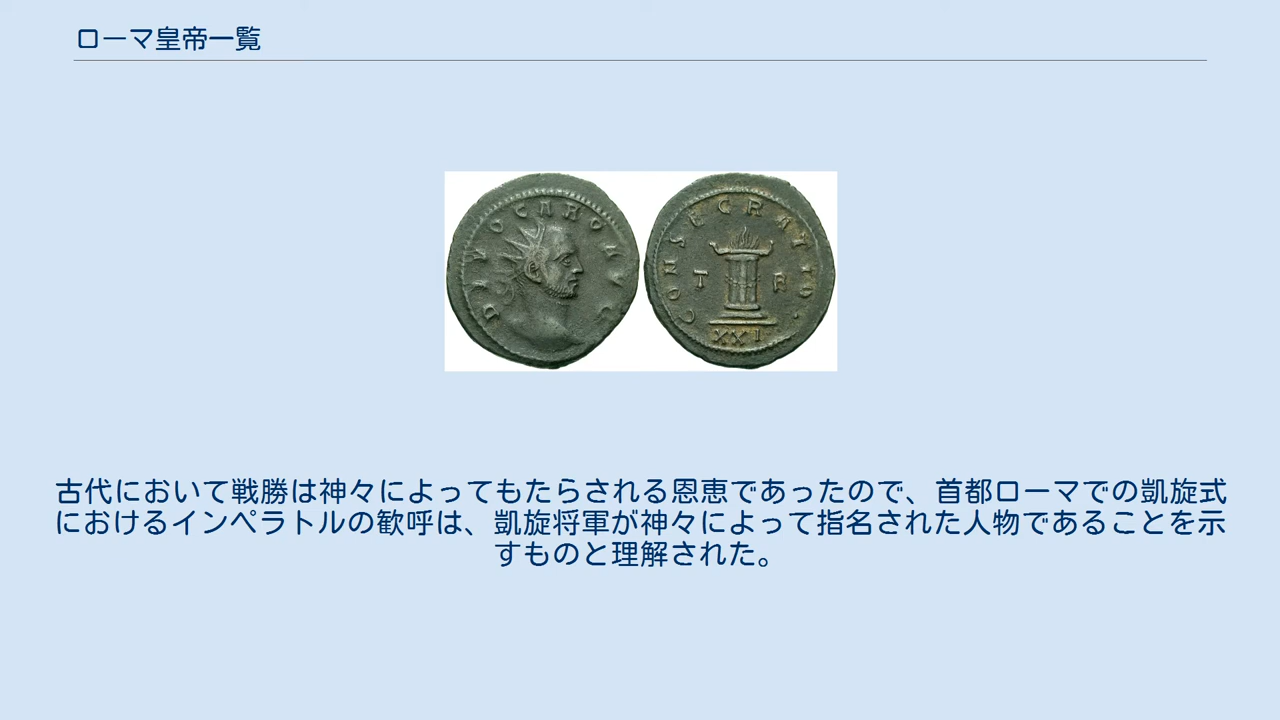 ローマ皇帝一覧
DIVO CARO AVG
CONSECRATIO
T R
XXI
古代において戦勝は神々によってもたらされる恩恵であったので、首都ローマでの凱旋式
におけるインペラトルの歓呼は、凱旋将軍が神々によって指名された人物であることを示
すものと理解された。